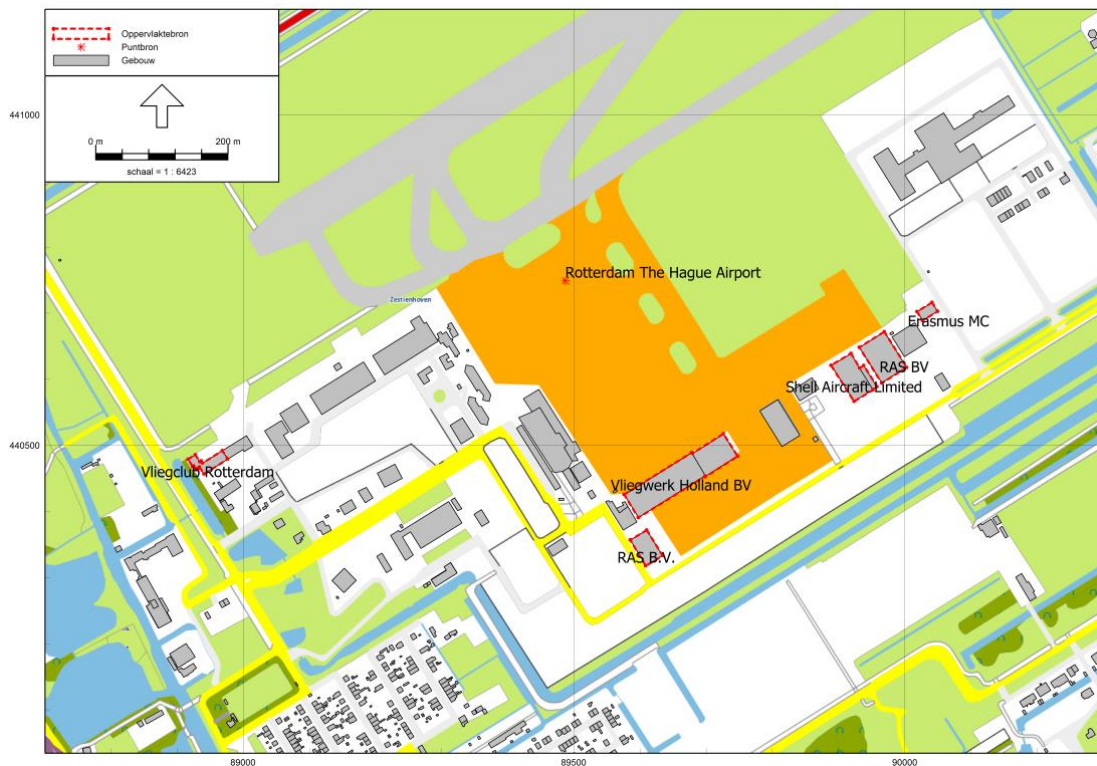 Oppervlaktebron
Puntbron
Gebouw
0 m
200 m
schaal = 1 : 6423
441000
440500
89000
89500
90000
Zestienhoven
Rotterdam The Hague Airport
Erasmus MC
RAS BV
Shell Aircraft Limited
Vliegclub Rotterdam
Vliegwerk Holland BV
RAS B.V.